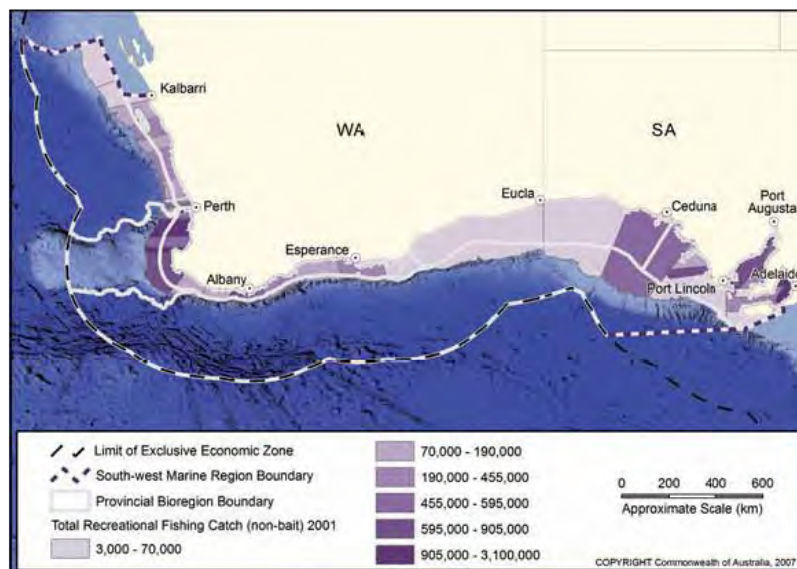 Kalbarri
WA
SA
Perth
Eucla
Ceduna
Port
Augusta
Esperance
Albany
Port Lincoln
Adelaide
Limit of Exclusive Economic Zone
South-west Marine Region Boundary
Provincial Bioregion Boundary
Total Recreational Fishing Catch (non-bait) 2001
3,000 - 70,000
70,000 - 190,000
190,000 - 455,000
455,000 - 595,000
595,000 - 905,000
905,000 - 3,100,000
0 200 400 600
Approximate Scale (km)
COPYRIGHT Commonwealth of Australia, 2007